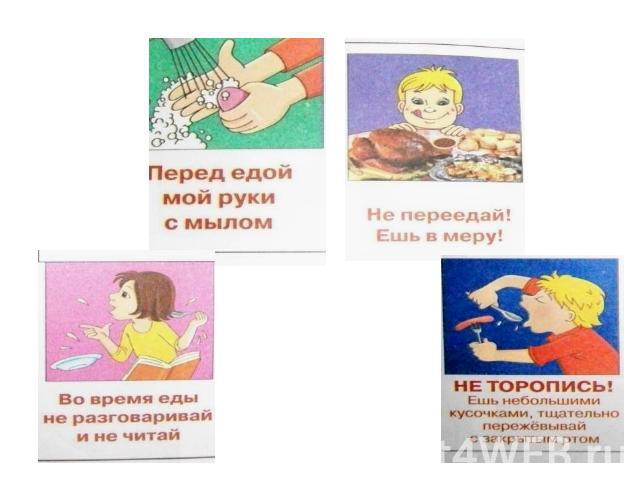 Перед едой
мой руки
с мылом
Не переедай!
Ешь в меру!
Во время еды
не разговаривай
и не читай
НЕ ТОРОПИСЬ!
Ешь небольшими
кусочками, тщательно
пережёвывай
с закрытым ртом